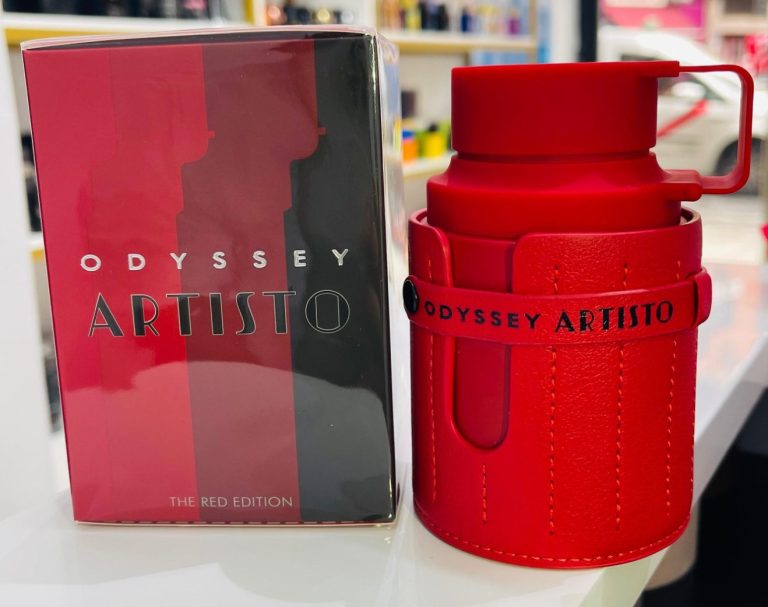 ODYSSEY
ARTISTO
THE RED EDITION
ODYSSEY ARTISTO